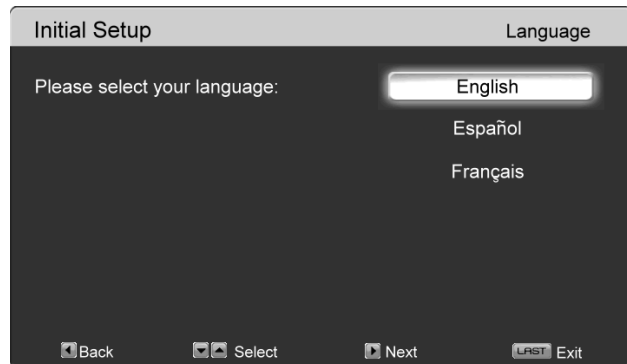 Initial Setup Language
Please select your language: English
Español
Français
Back Select Next LAST Exit